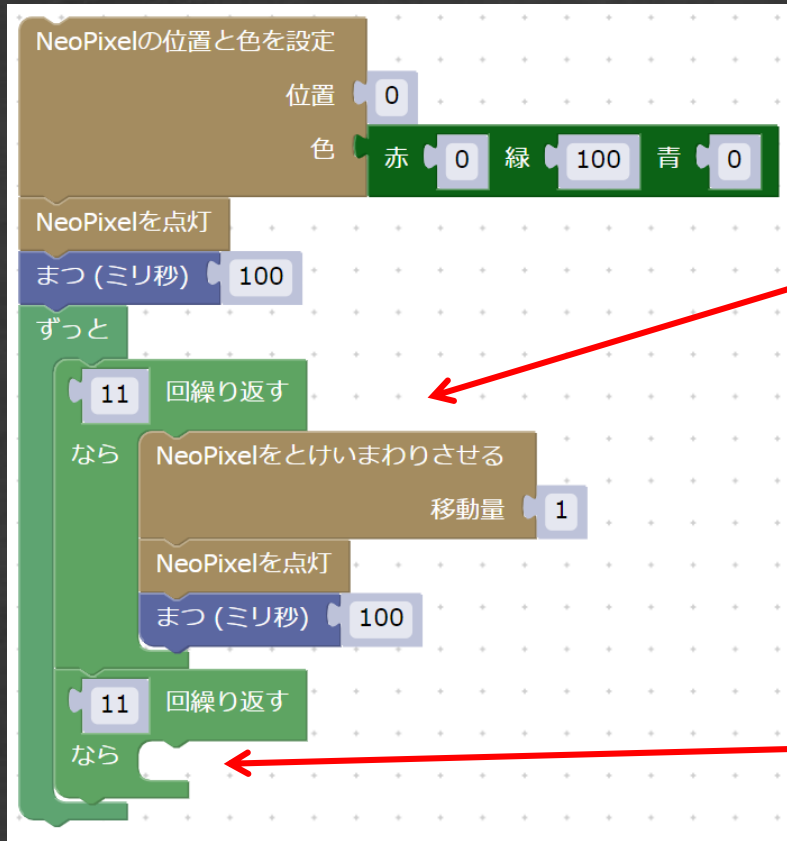 NeoPixelの位置と色を設定
位置 0
色 赤 0 緑 100 青 0
NeoPixelを点灯
まつ (ミリ秒) 100
ずっと
11 回繰り返す
なら NeoPixelをとけいまわりさせる
移動量 1
NeoPixelを点灯
まつ (ミリ秒) 100
11 回繰り返す
なら